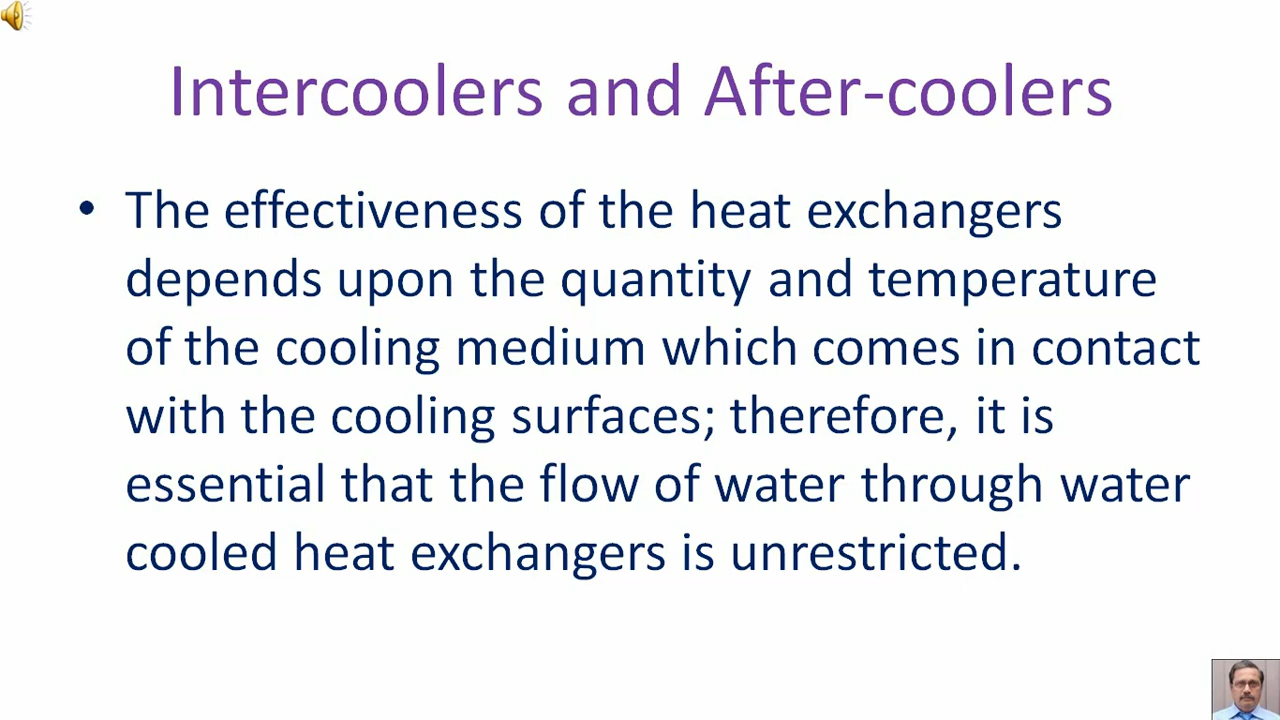 Intercoolers and After-coolers
• The effectiveness of the heat exchangers
depends upon the quantity and temperature
of the cooling medium which comes in contact
with the cooling surfaces; therefore, it is
essential that the flow of water through water
cooled heat exchangers is unrestricted.